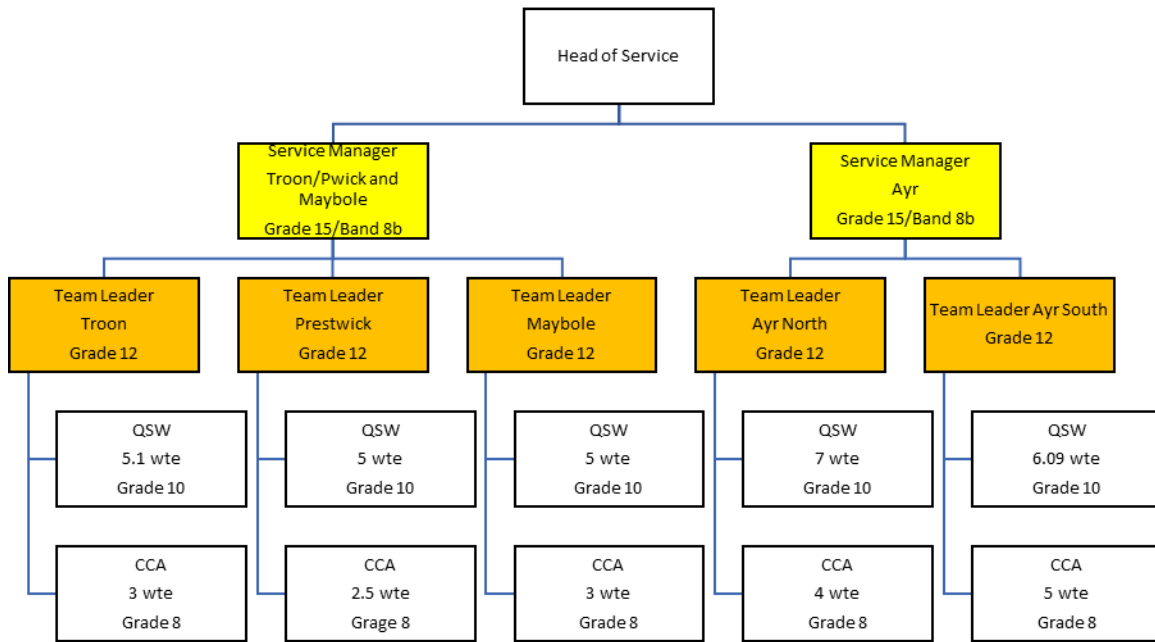 Head of Service
Service Manager
Troon/Pwick and
Maybole
Grade 15/Band 8b
Service Manager
Ayr
Grade 15/Band 8b
Team Leader
Troon
Grade 12
Team Leader
Prestwick
Grade 12
Team Leader
Maybole
Grade 12
Team Leader
Ayr North
Grade 12
Team Leader Ayr South
Grade 12
QSW
5.1 wte
Grade 10
QSW
5 wte
Grade 10
QSW
5 wte
Grade 10
QSW
7 wte
Grade 10
QSW
6.09 wte
Grade 10
CCA
3 wte
Grade 8
CCA
2.5 wte
Grage 8
CCA
3 wte
Grade 8
CCA
4 wte
Grade 8
CCA
5 wte
Grade 8